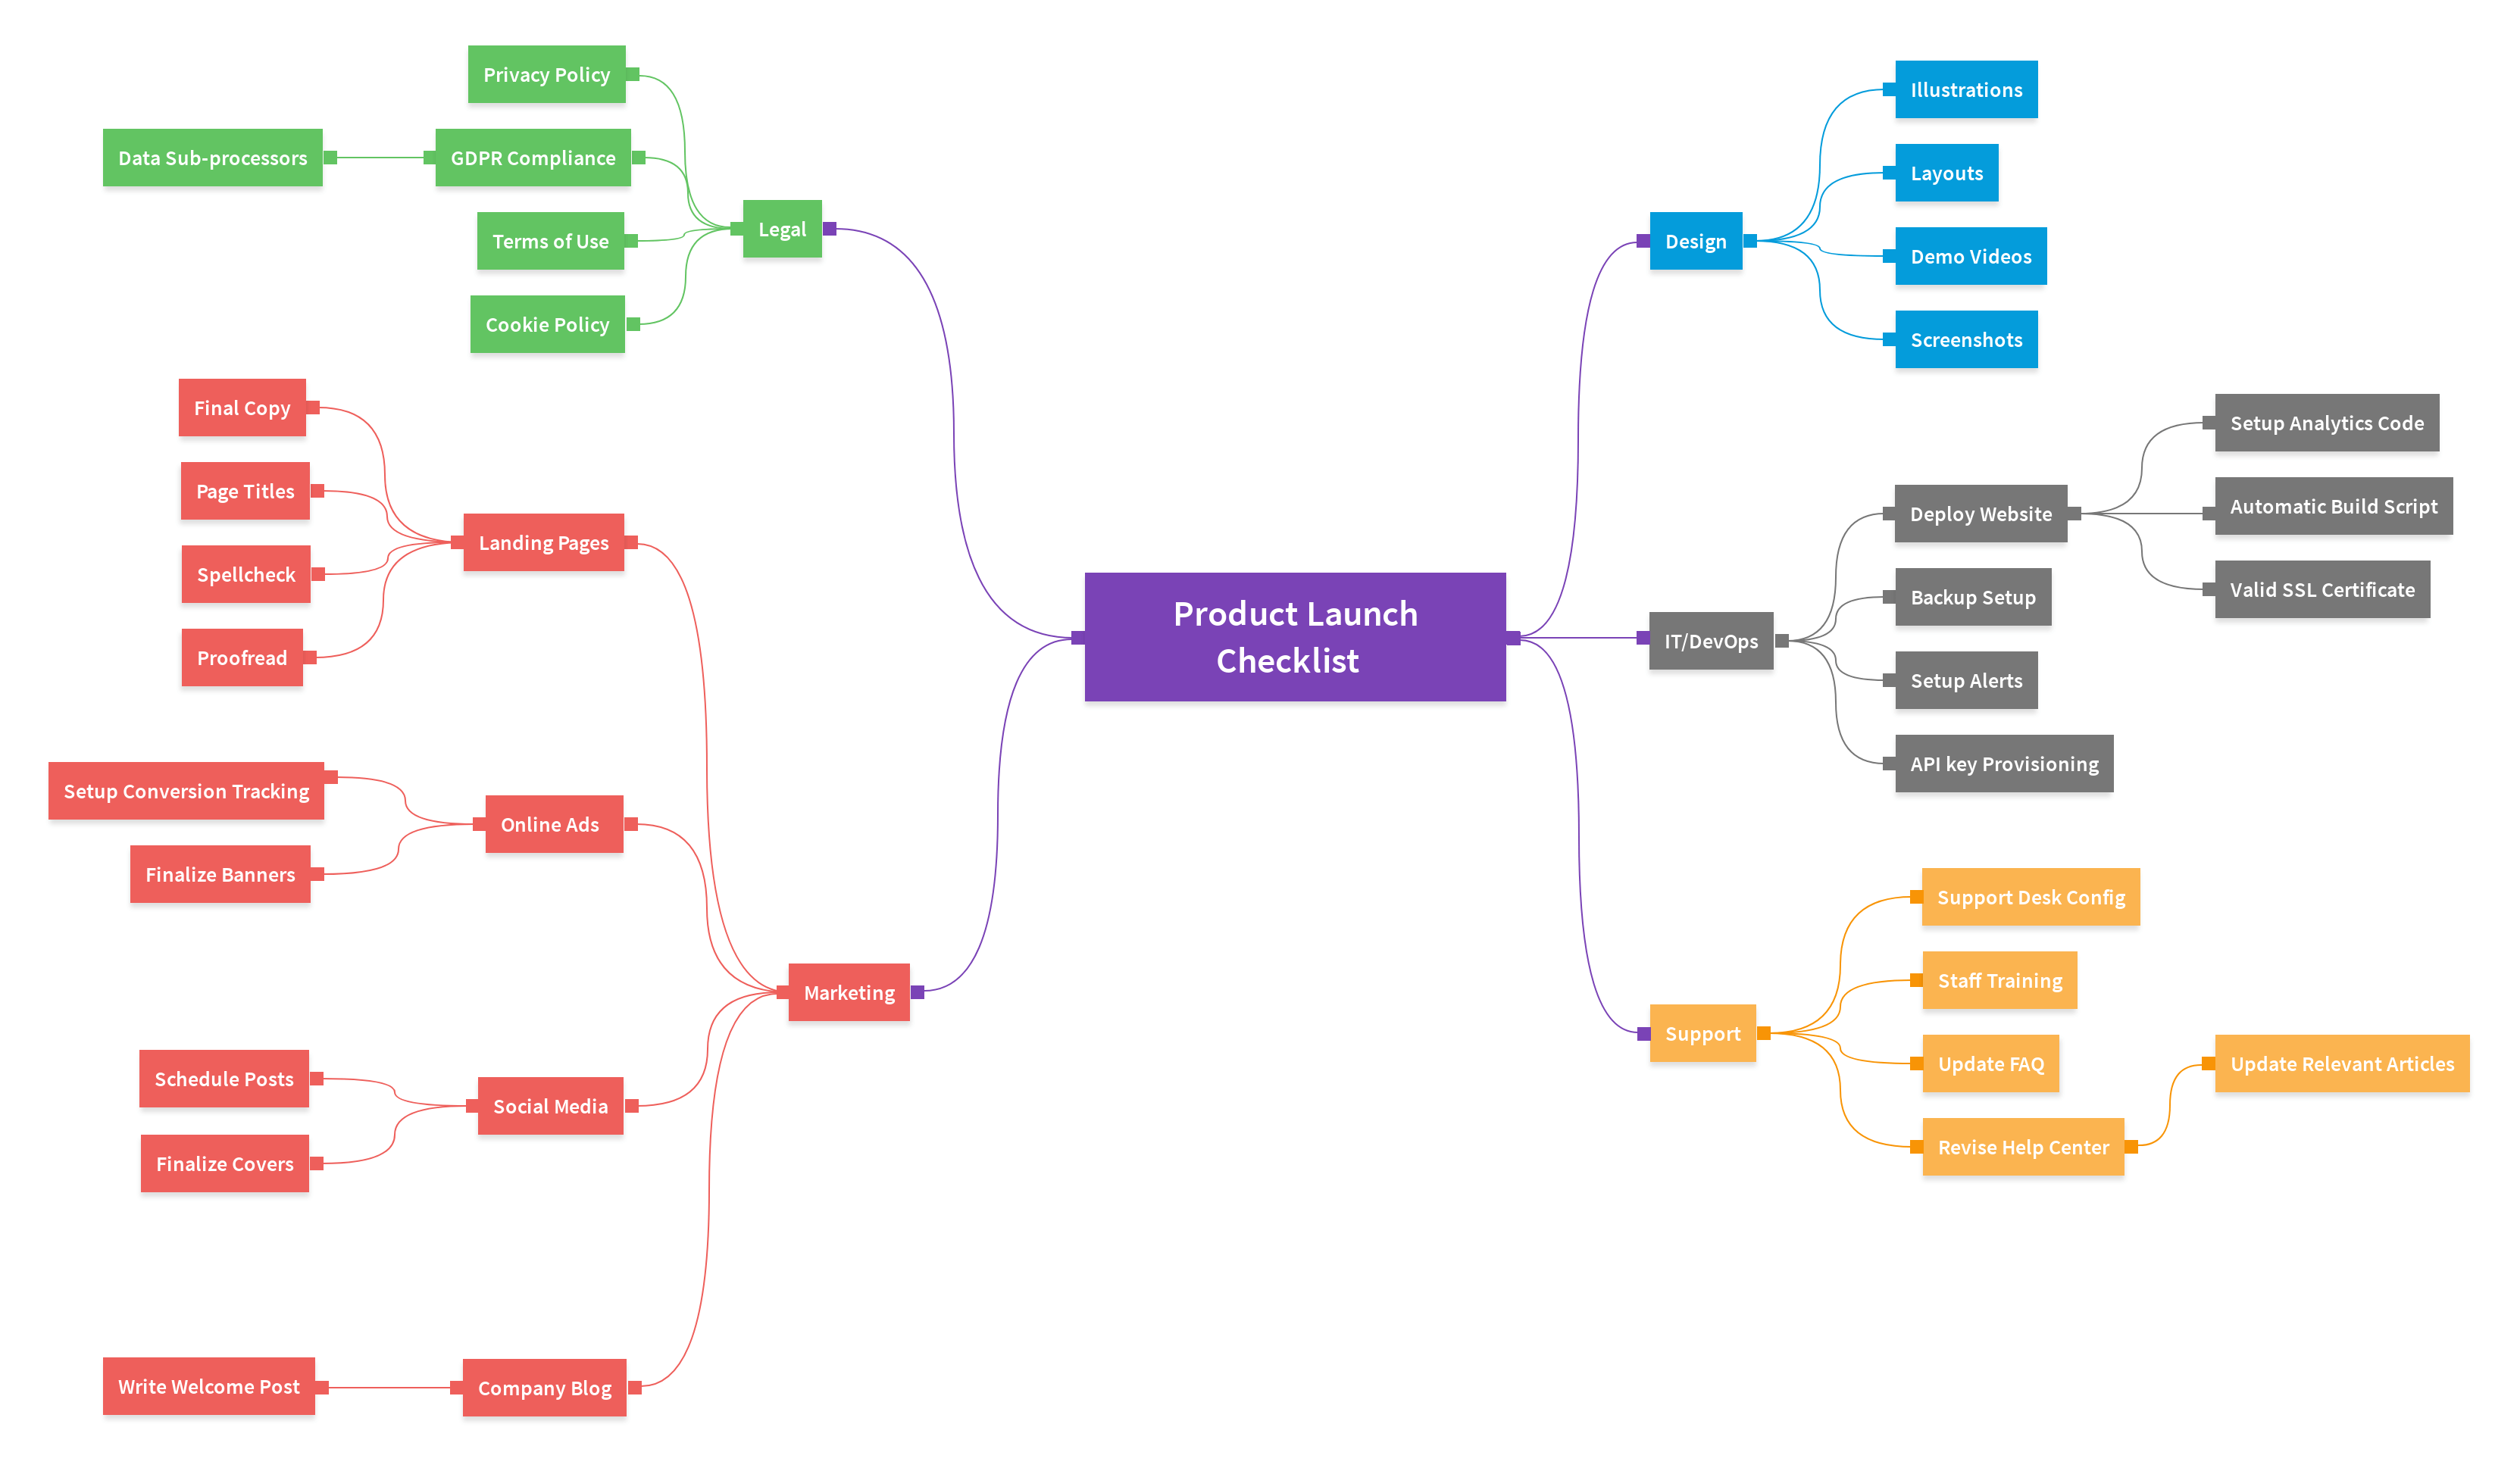 Product Launch
Checklist
Legal
Privacy Policy
GDPR Compliance
Data Sub-processors
Terms of Use
Cookie Policy
Marketing
Landing Pages
Final Copy
Page Titles
Spellcheck
Proofread
Online Ads
Setup Conversion Tracking
Finalize Banners
Social Media
Schedule Posts
Finalize Covers
Company Blog
Write Welcome Post
Design
Illustrations
Layouts
Demo Videos
Screenshots
IT/DevOps
Deploy Website
Setup Analytics Code
Automatic Build Script
Valid SSL Certificate
Backup Setup
Setup Alerts
API key Provisioning
Support
Support Desk Config
Staff Training
Update FAQ
Revise Help Center
Update Relevant Articles